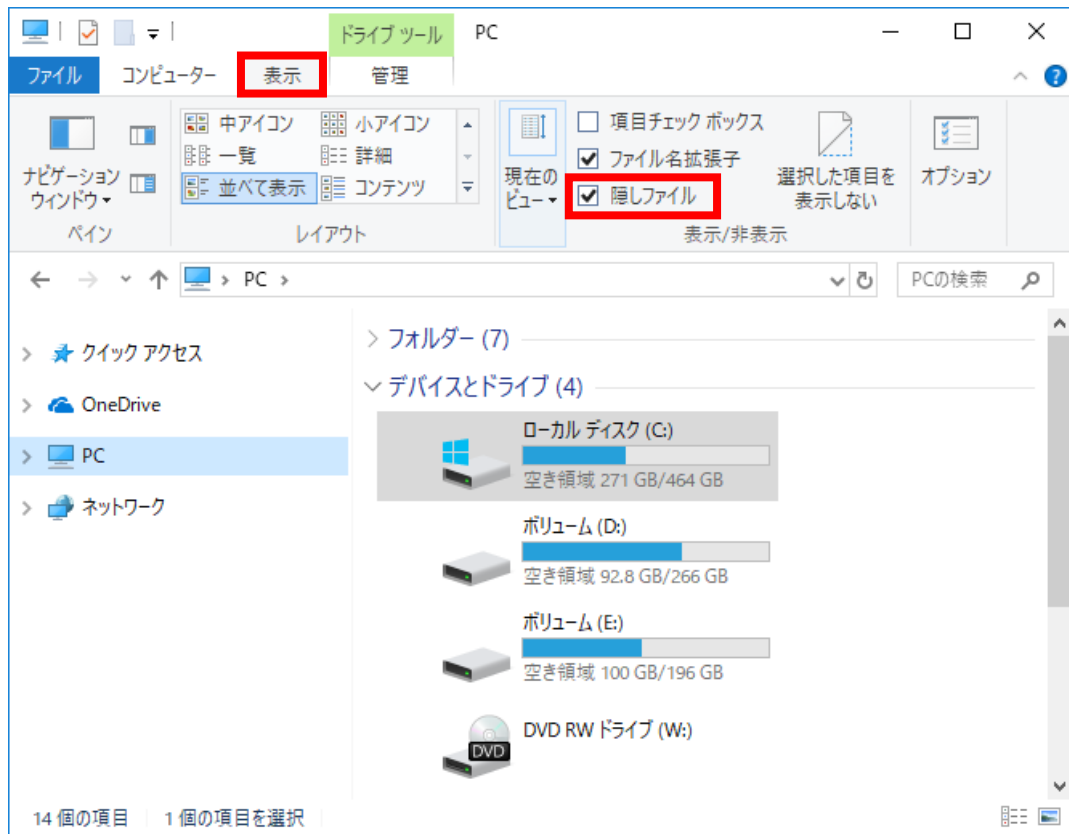 ドライブ ツール PC
ファイル コンピューター 表示 管理
中アイコン 小アイコン
一覧 詳細
並べて表示 コンテンツ
ナビゲーション
ウィンドウ
現在の
ビュー
項目チェック ボックス
ファイル名拡張子
隠しファイル
選択した項目を
表示しない
オプション
ペイン レイアウト 表示/非表示
PC
PCの検索
クイック アクセス
OneDrive
PC
ネットワーク
フォルダー (7)
デバイスとドライブ (4)
ローカル ディスク (C:)
空き領域 271 GB/464 GB
ボリューム (D:)
空き領域 92.8 GB/266 GB
ボリューム (E:)
空き領域 100 GB/196 GB
DVD RW ドライブ (W:)
DVD
14 個の項目 1 個の項目を選択